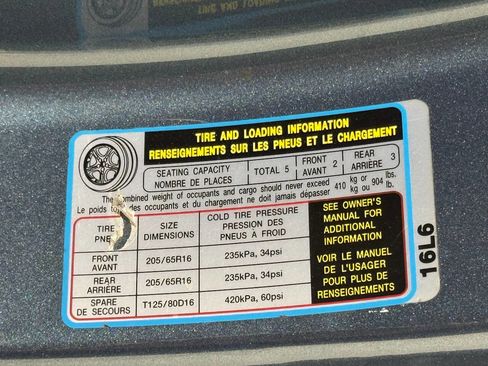 TIRE AND LOADING INFORMATION
RENSEIGNEMENTS SUR LES PNEUS ET LE CHARGEMENT
SEATING CAPACITY
NOMBRE DE PLACES
TOTAL 5
FRONT
AVANT 2
REAR
ARRIÈRE 3
The combined weight of occupants and cargo should never exceed 410 kg or 904 lbs.
Le poids total des occupants et du chargement ne doit jamais dépasser 410 kg ou 904 lb.
TIRE
PNEU
SIZE
DIMENSIONS
COLD TIRE PRESSURE
PRESSION DES
PNEUS À FROID
FRONT
AVANT
205/65R16
235kPa, 34psi
REAR
ARRIÈRE
205/65R16
235kPa, 34psi
SPARE
DE SECOURS
T125/80D16
420kPa, 60psi
SEE OWNER'S
MANUAL FOR
ADDITIONAL
INFORMATION
VOIR LE MANUEL
DE L'USAGER
POUR PLUS DE
RENSEIGNEMENTS
16L6